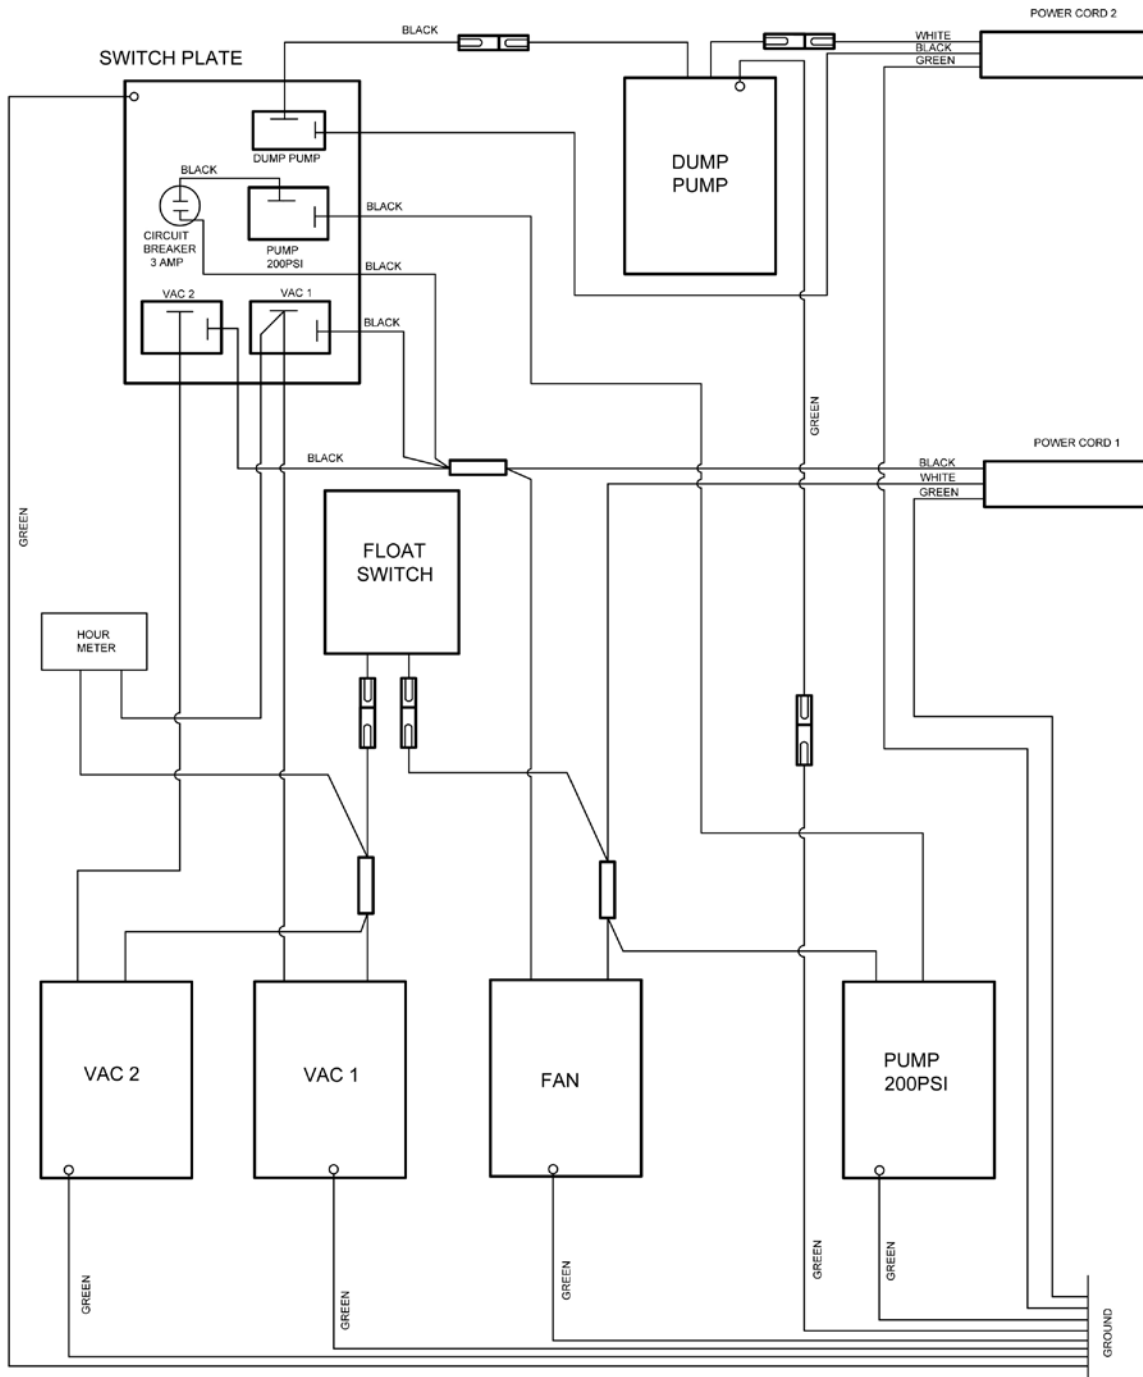 POWER CORD 2
BLACK
WHITE
BLACK
GREEN
SWITCH PLATE
DUMP PUMP
DUMP
PUMP
BLACK
BLACK
CIRCUIT
BREAKER
3 AMP
PUMP
200PSI
BLACK
VAC 2
VAC 1
BLACK
GREEN
POWER CORD 1
BLACK
BLACK
WHITE
GREEN
GREEN
FLOAT
SWITCH
HOUR
METER
VAC 2
VAC 1
FAN
PUMP
200PSI
GREEN
GREEN
GREEN
GREEN
GREEN
GROUND